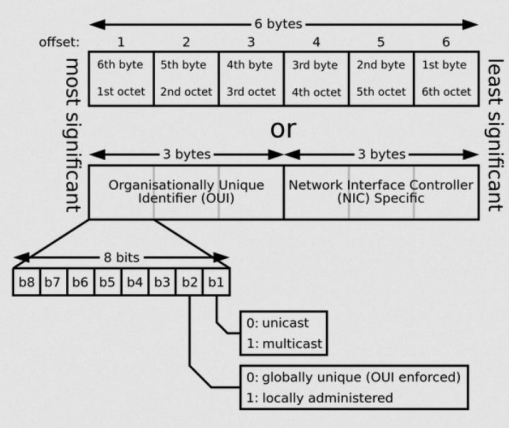 6 bytes
offset: 1 2 3 4 5 6
most significant
6th byte 5th byte 4th byte 3rd byte 2nd byte 1st byte
1st octet 2nd octet 3rd octet 4th octet 5th octet 6th octet
least significant
or
3 bytes 3 bytes
Organisationally Unique
Identifier (OUI)
Network Interface Controller
(NIC) Specific
8 bits
b8 b7 b6 b5 b4 b3 b2 b1
0: unicast
1: multicast
0: globally unique (OUI enforced)
1: locally administered